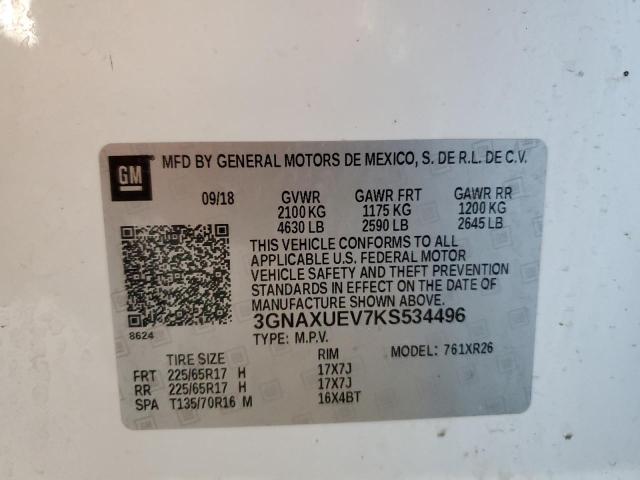 GM
MFD BY GENERAL MOTORS DE MEXICO, S. DE R.L. DE C.V.
09/18 GVWR GAWR FRT GAWR RR
2100 KG 1175 KG 1200 KG
4630 LB 2590 LB 2645 LB
THIS VEHICLE CONFORMS TO ALL
APPLICABLE U.S. FEDERAL MOTOR
VEHICLE SAFETY AND THEFT PREVENTION
STANDARDS IN EFFECT ON THE DATE OF
MANUFACTURE SHOWN ABOVE.
3GNAXUEV7KS534496
8624
TYPE: M.P.V. MODEL: 761XR26
TIRE SIZE RIM
FRT 225/65R17 H 17X7J
RR 225/65R17 H 17X7J
SPA T135/70R16 M 16X4BT